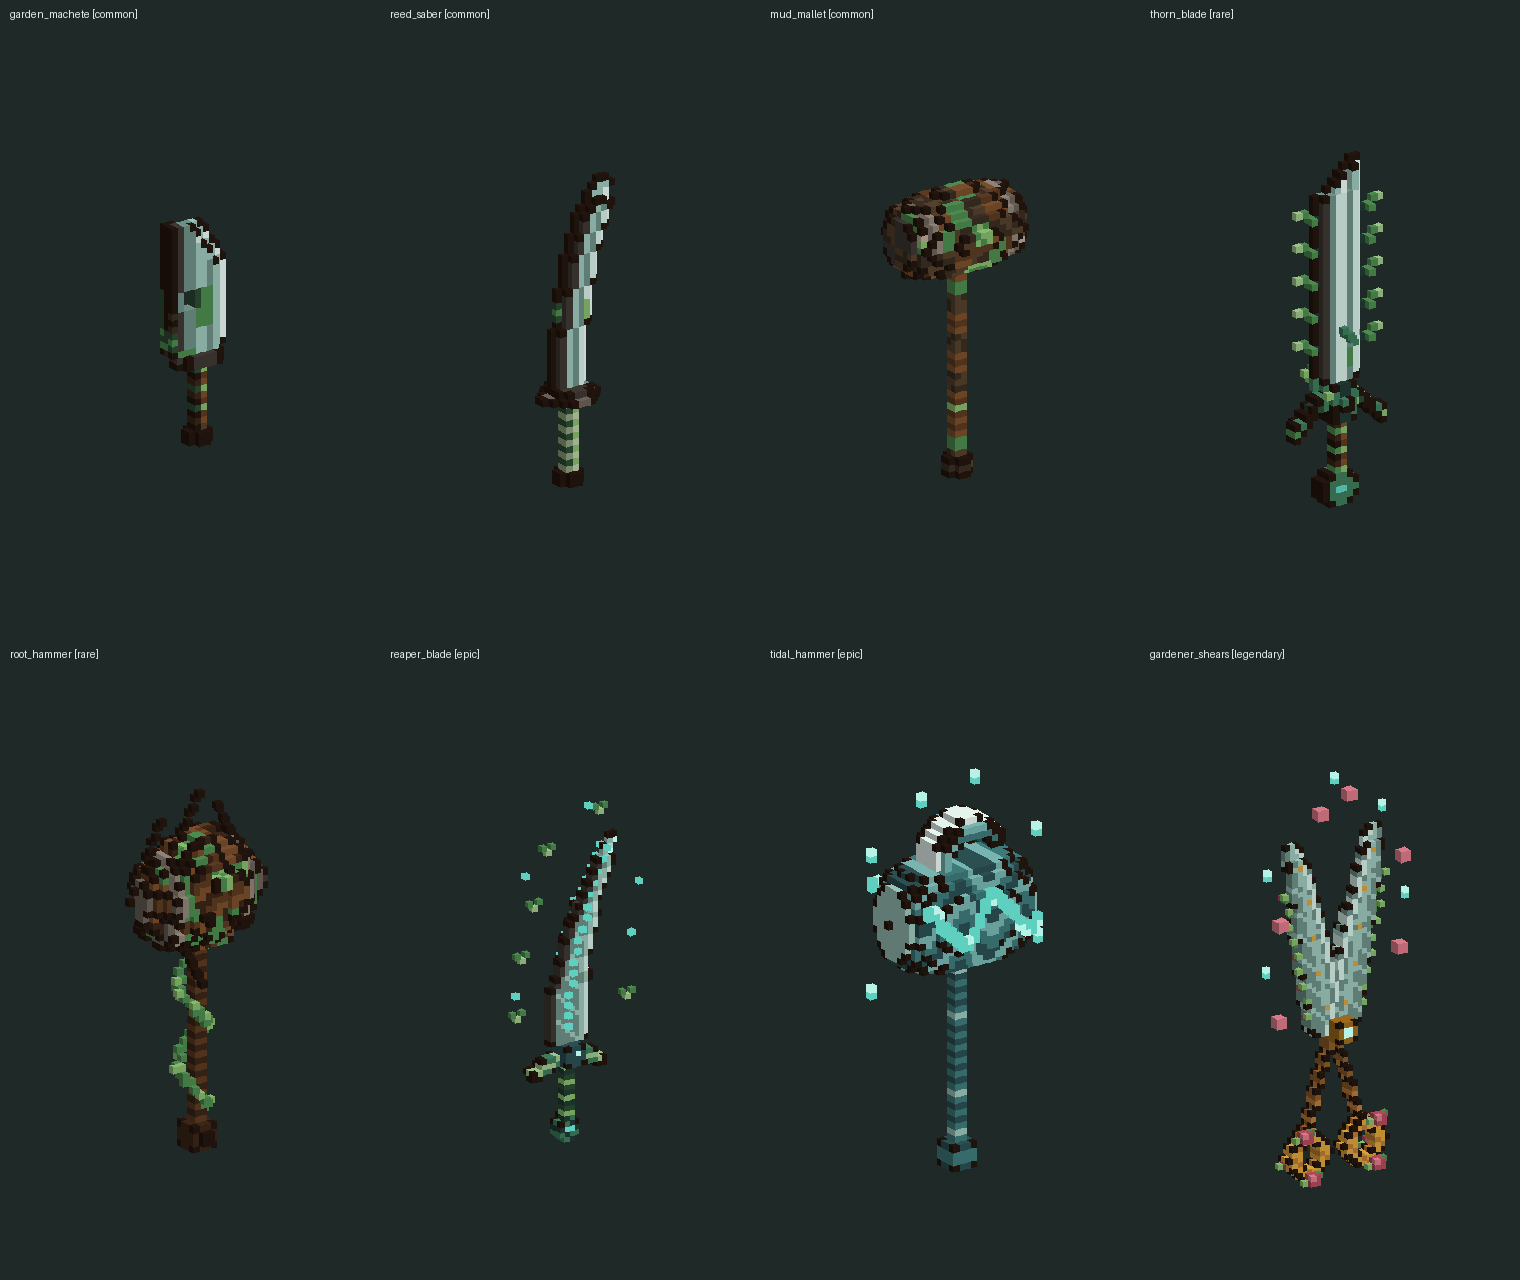 garden_machete [common]
reed_saber [common]
mud_mallet [common]
thorn_blade [rare]
root_hammer [rare]
reaper_blade [epic]
tidal_hammer [epic]
gardener_shears [legendary]